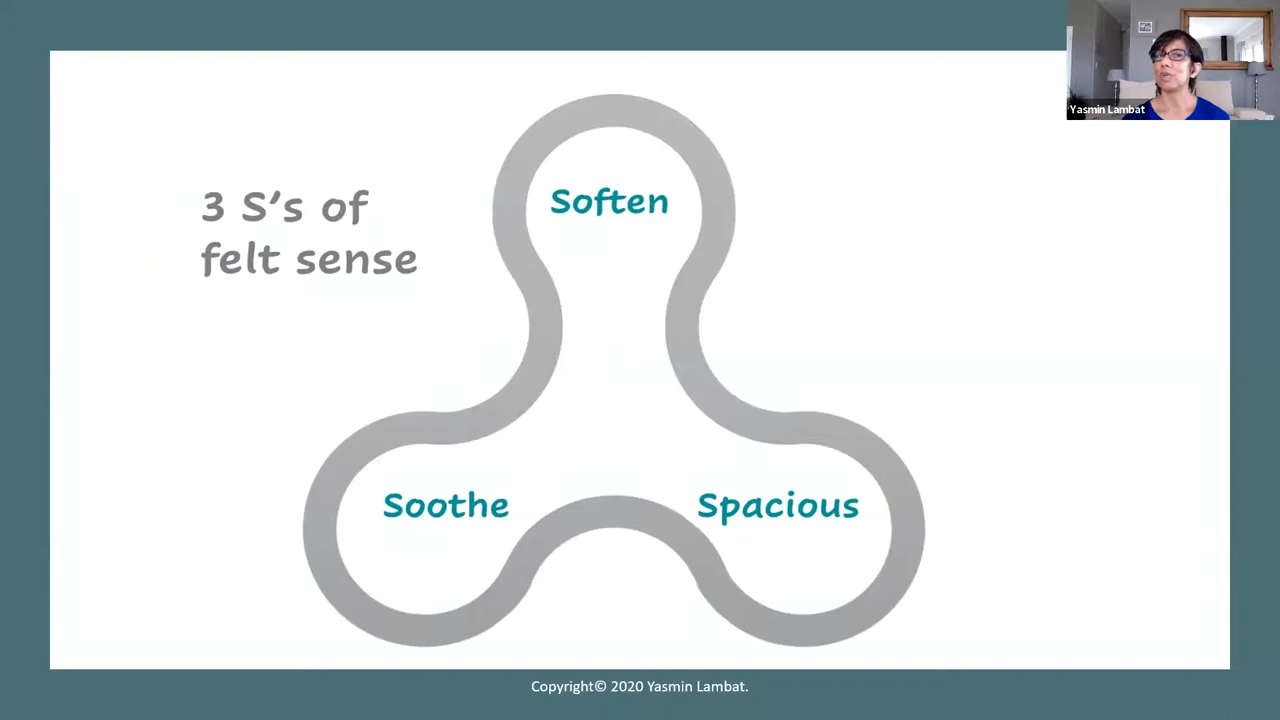 Yasmin Lambat
3 S's of
felt sense
Soften
Soothe
Spacious
Copyright© 2020 Yasmin Lambat.